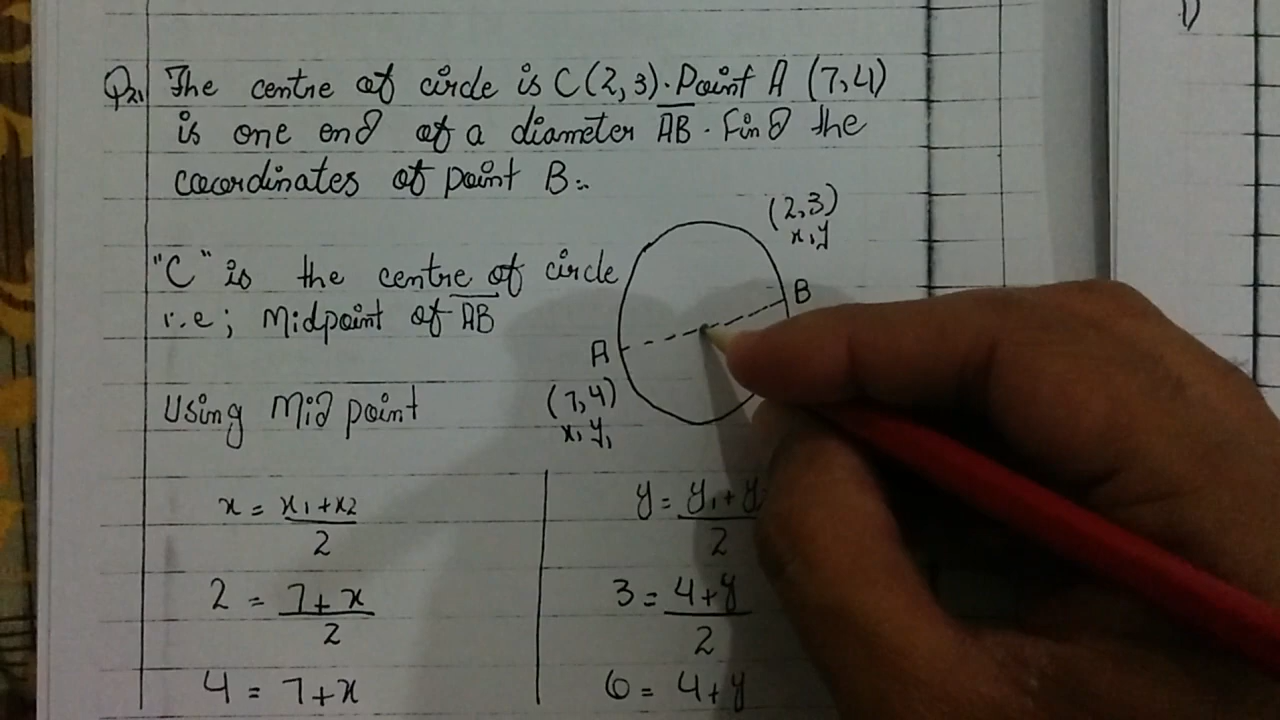 Q2, The centre of circle is C(2,3). Point A (7,4)
is one end of a diameter AB. Find the
coordinates of point B:.
(2,3)
x,y
"C" is the centre of circle
i.e; Midpoint of AB
B
A
(7,4)
x, y,
Using Mid point
x = x1+x2 / 2
y = y1+y / 2
2 = 7+x / 2
3 = 4+y / 2
4 = 7+x
6 = 4+y
1)